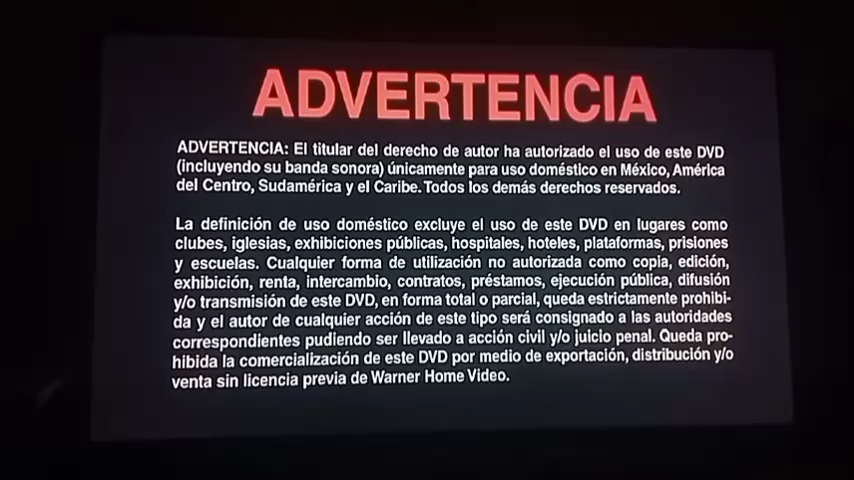 ADVERTENCIA
ADVERTENCIA: El titular del derecho de autor ha autorizado el uso de este DVD
(incluyendo su banda sonora) únicamente para uso doméstico en México, América
del Centro, Sudamérica y el Caribe. Todos los demás derechos reservados.
La definición de uso doméstico excluye el uso de este DVD en lugares como
clubes, iglesias, exhibiciones públicas, hospitales, hoteles, plataformas, prisiones
y escuelas. Cualquier forma de utilización no autorizada como copia, edición,
exhibición, renta, intercambio, contratos, préstamos, ejecución pública, difusión
y/o transmisión de este DVD, en forma total o parcial, queda estrictamente prohibi-
da y el autor de cualquier acción de este tipo será consignado a las autoridades
correspondientes pudiendo ser llevado a acción civil y/o juicio penal. Queda pro-
hibida la comercialización de este DVD por medio de exportación, distribución y/o
venta sin licencia previa de Warner Home Video.